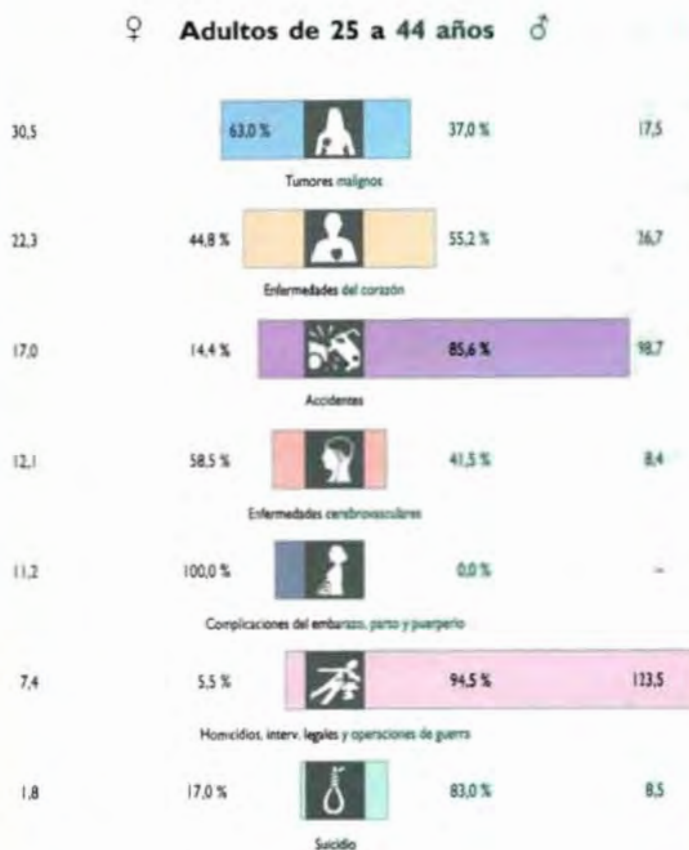 ♀ Adultos de 25 a 44 años ♂
30,5 63,0 % 37,0 % 17,5
Tumores malignos
22,3 44,8 % 55,2 % 26,7
Enfermedades del corazón
17,0 14,4 % 85,6 % 98,7
Accidentes
12,1 58,5 % 41,5 % 8,4
Enfermedades cerebrovasculares
11,2 100,0 % 0,0 % –
Complicaciones del embarazo, parto y puerperio
7,4 5,5 % 94,5 % 123,5
Homicidios, interv. legales y operaciones de guerra
1,8 17,0 % 83,0 % 8,5
Suicidio